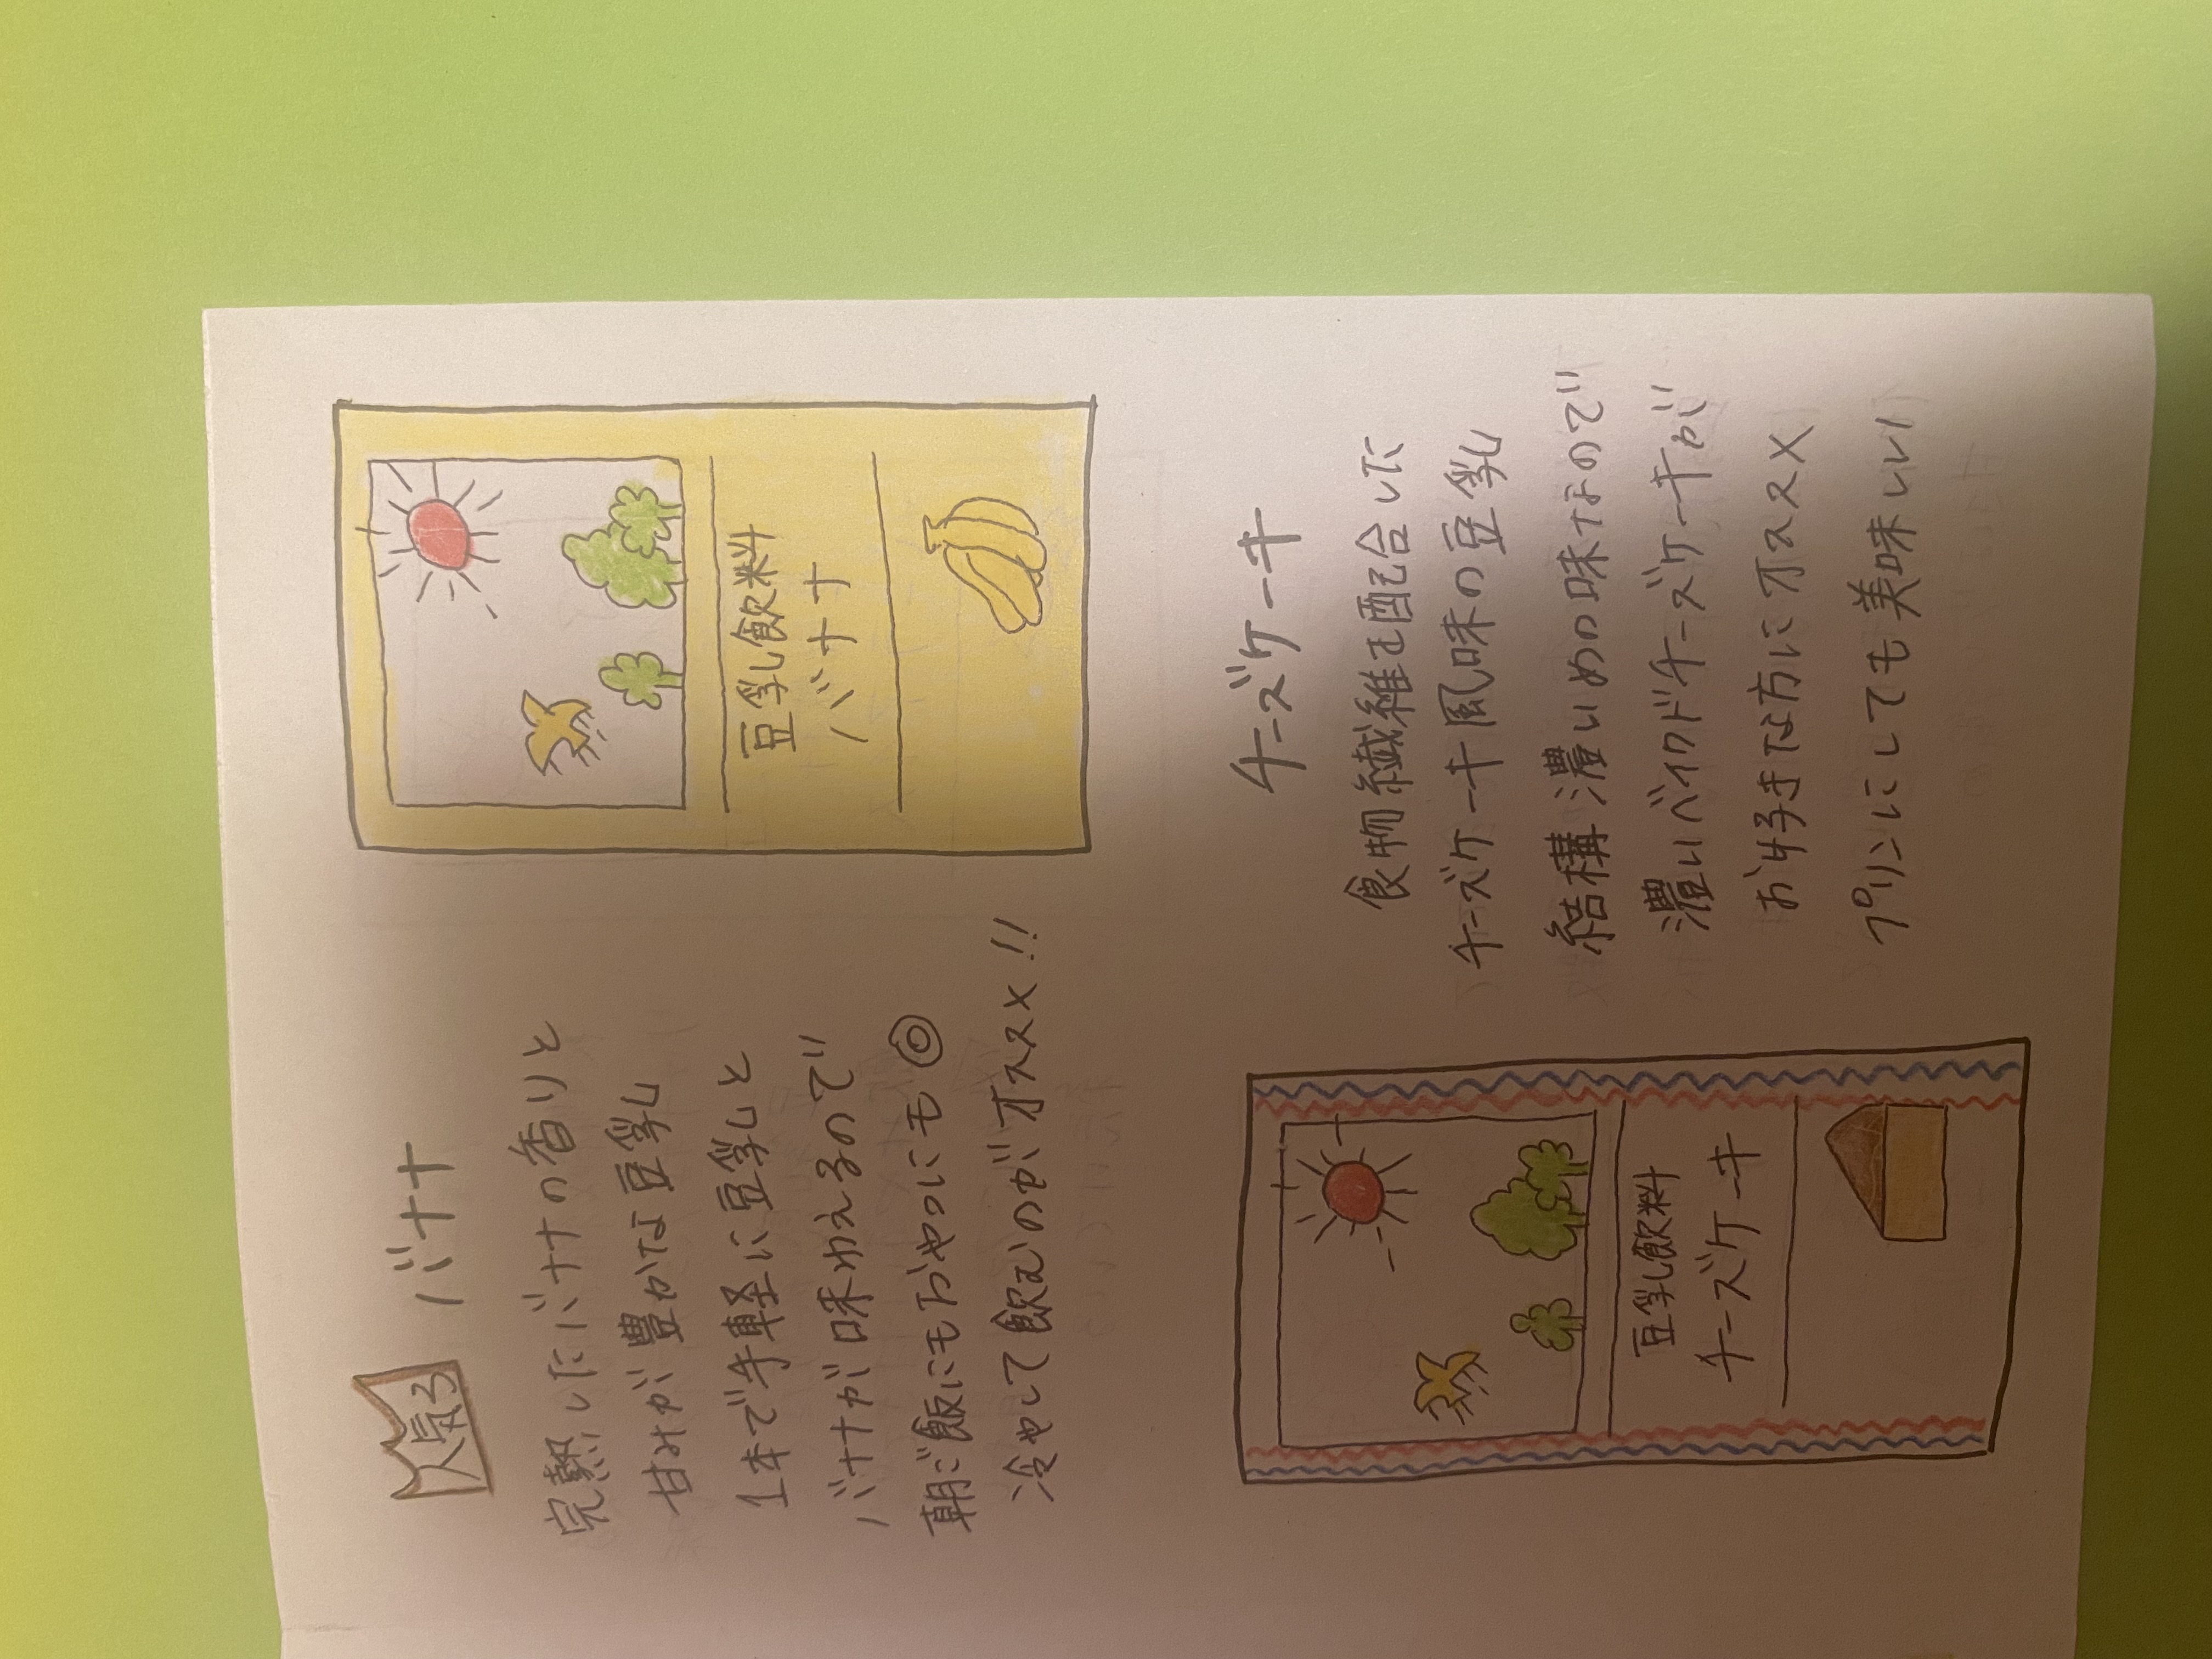 人気3 バナナ
完熟したバナナの香りと
甘みが豊かな豆乳
1本で手軽に豆乳と
バナナが味わえるので
朝ご飯にもおやつにも◎
冷やして飲むのがオススメ!!
豆乳飲料
バナナ
チーズケーキ
食物繊維を配合した
チーズケーキ風味の豆乳
結構濃いめの味なので
濃いベイクドチーズケーキが
お好きな方にオススメ
プリンにしても美味しい
豆乳飲料
チーズケーキ